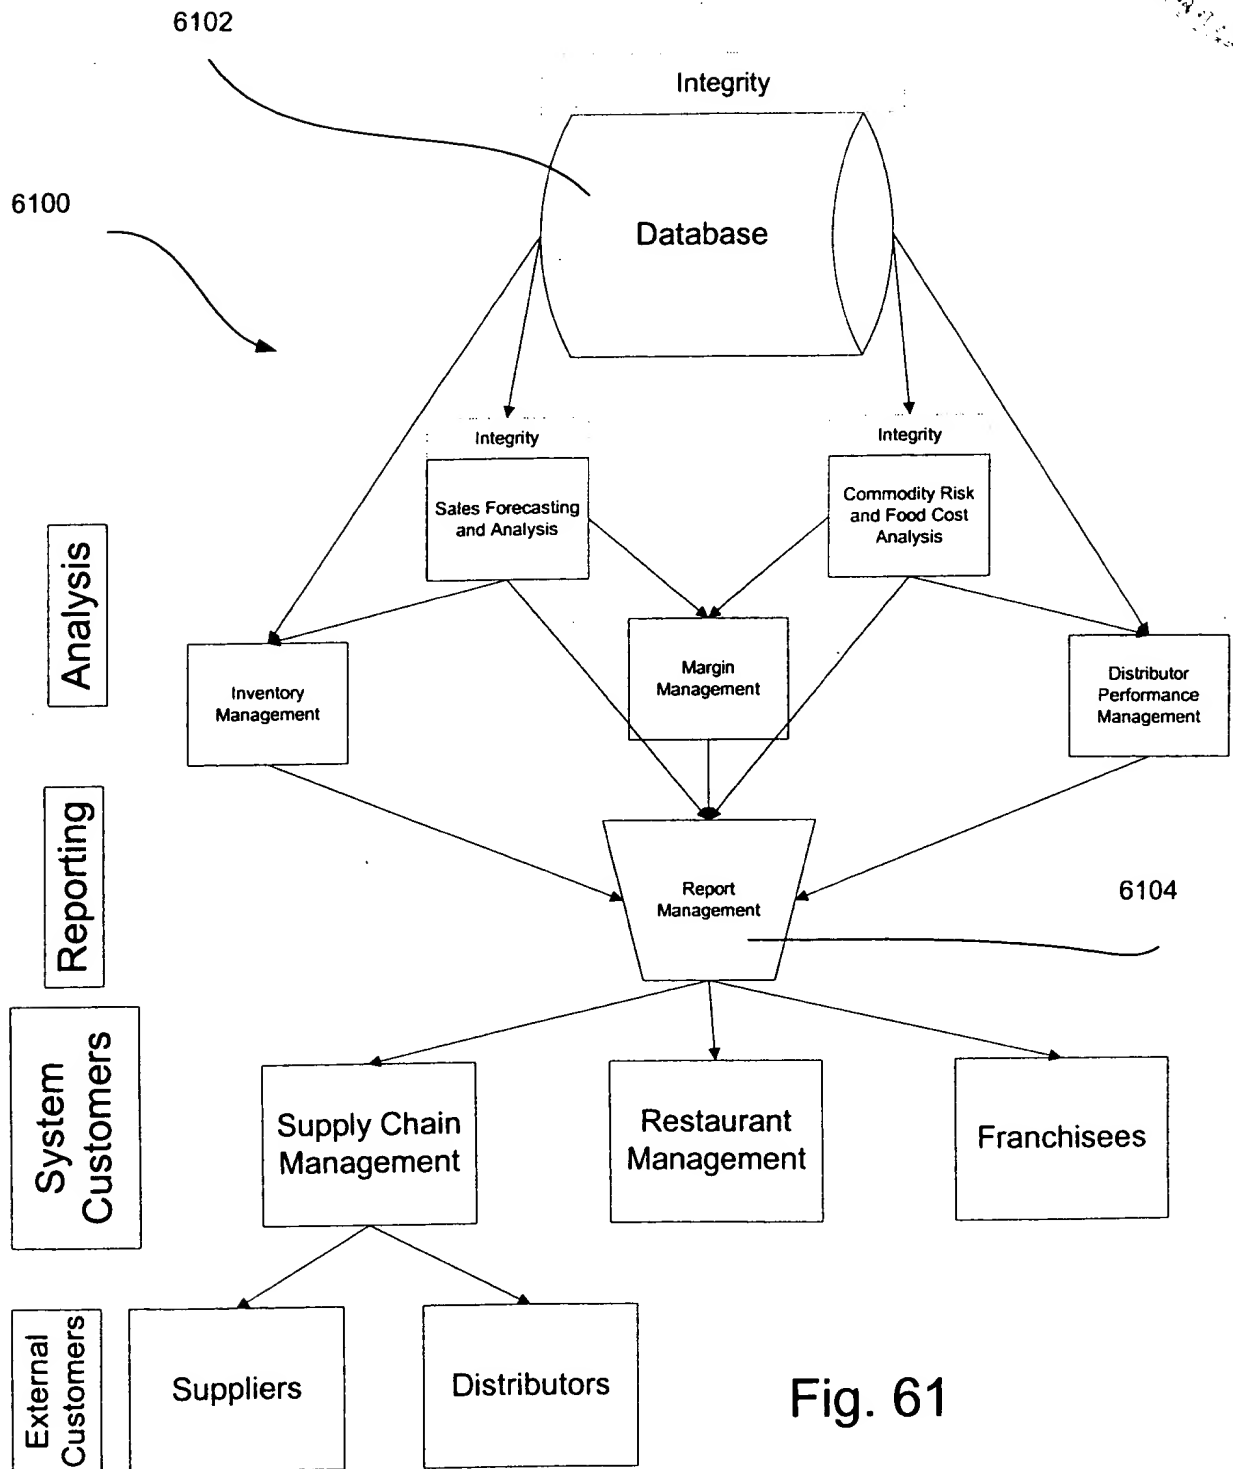 6102
Integrity
6100
Database
Integrity
Integrity
Sales Forecasting
and Analysis
Commodity Risk
and Food Cost
Analysis
Analysis
Inventory
Management
Margin
Management
Distributor
Performance
Management
Reporting
Report
Management
6104
System
Customers
Supply Chain
Management
Restaurant
Management
Franchisees
External
Customers
Suppliers
Distributors
Fig. 61